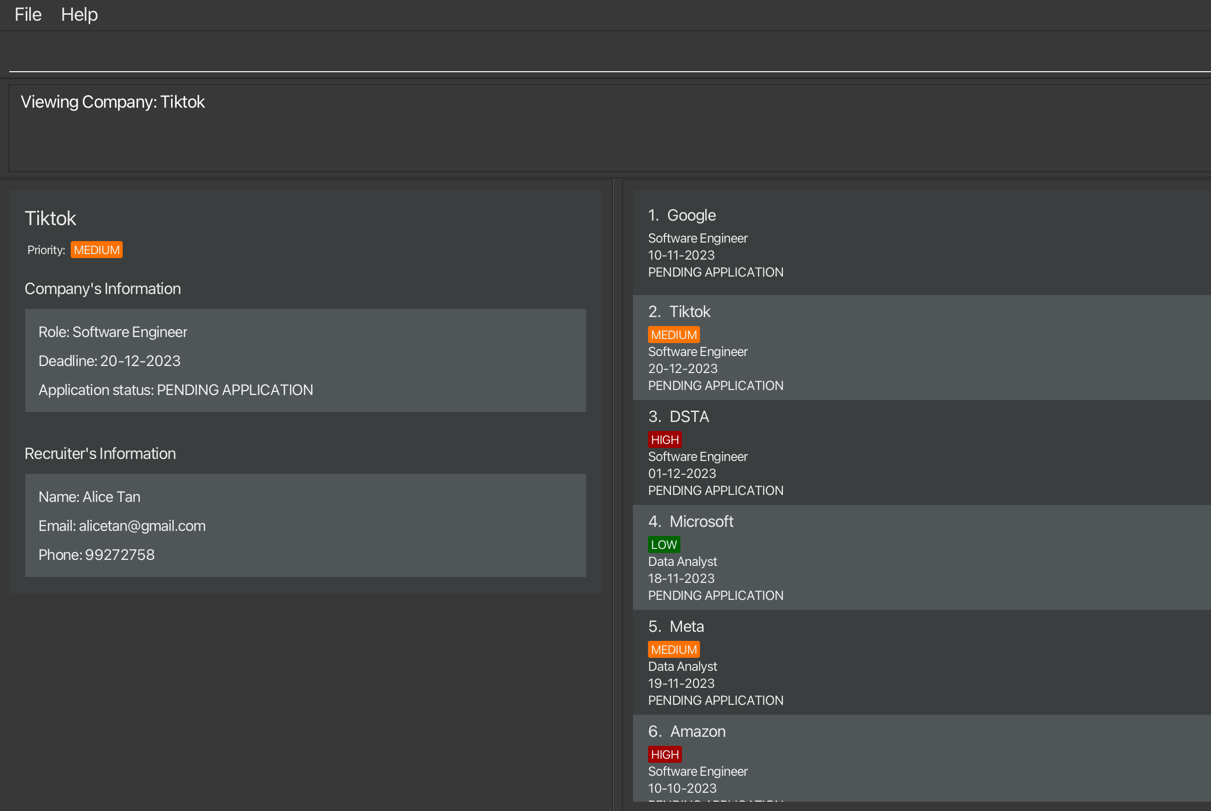 File Help
Viewing Company: Tiktok
Tiktok
Priority: MEDIUM
Company's Information
Role: Software Engineer
Deadline: 20-12-2023
Application status: PENDING APPLICATION
Recruiter's Information
Name: Alice Tan
Email: alicetan@gmail.com
Phone: 99272758
1. Google
Software Engineer
10-11-2023
PENDING APPLICATION
2. Tiktok
MEDIUM
Software Engineer
20-12-2023
PENDING APPLICATION
3. DSTA
HIGH
Software Engineer
01-12-2023
PENDING APPLICATION
4. Microsoft
LOW
Data Analyst
18-11-2023
PENDING APPLICATION
5. Meta
MEDIUM
Data Analyst
19-11-2023
PENDING APPLICATION
6. Amazon
HIGH
Software Engineer
10-10-2023